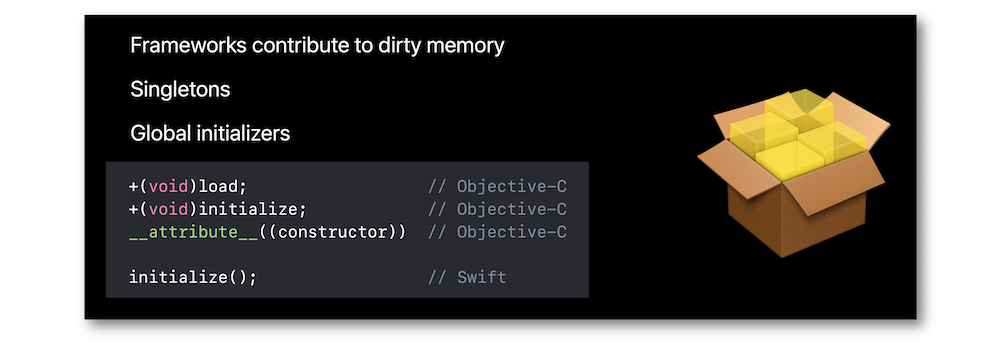 Frameworks contribute to dirty memory
Singletons
Global initializers
+(void)load; // Objective-C
+(void)initialize; // Objective-C
__attribute__((constructor)) // Objective-C
initialize(); // Swift